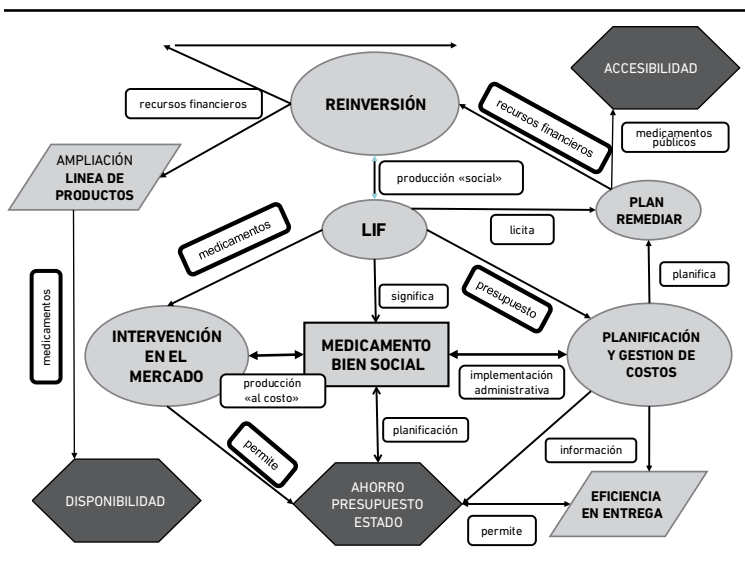 ACCESIBILIDAD
REINVERSIÓN
recursos financieros
recursos financieros
medicamentos
públicos
AMPLIACIÓN
LINEA DE
PRODUCTOS
producción «social»
PLAN
REMEDIAR
LIF
licita
medicamentos
planifica
presupuesto
significa
medicamentos
INTERVENCIÓN
EN EL
MERCADO
MEDICAMENTO
BIEN SOCIAL
PLANIFICACIÓN
Y GESTION DE
COSTOS
producción
«al costo»
implementación
administrativa
planificación
permite
información
DISPONIBILIDAD
AHORRO
PRESUPUESTO
ESTADO
EFICIENCIA
EN ENTREGA
permite